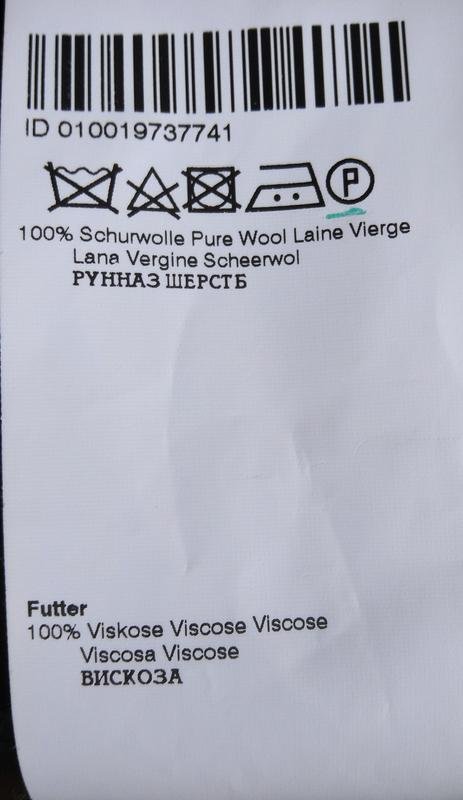 ID 010019737741
P
100% Schurwolle Pure Wool Laine Vierge
Lana Vergine Scheerwol
РУННАЗ ШЕРСТБ
Futter
100% Viskose Viscose Viscose
Viscosa Viscose
ВИСКОЗА